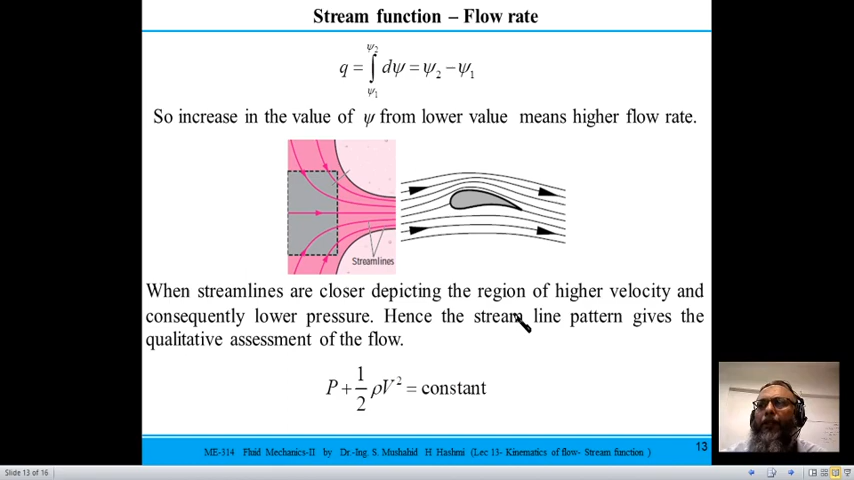 Stream function – Flow rate
q = ∫ψ₁^ψ₂ dψ = ψ₂ − ψ₁
So increase in the value of ψ from lower value means higher flow rate.
Streamlines
When streamlines are closer depicting the region of higher velocity and
consequently lower pressure. Hence the stream line pattern gives the
qualitative assessment of the flow.
P + 1/2 ρV² = constant
ME-314 Fluid Mechanics-II by Dr.-Ing. S. Mushahid H Hashmi (Lec 13- Kinematics of flow- Stream function )
13
Slide 13 of 16